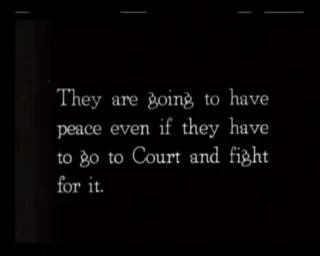 They are going to have
peace even if they have
to go to Court and fight
for it.